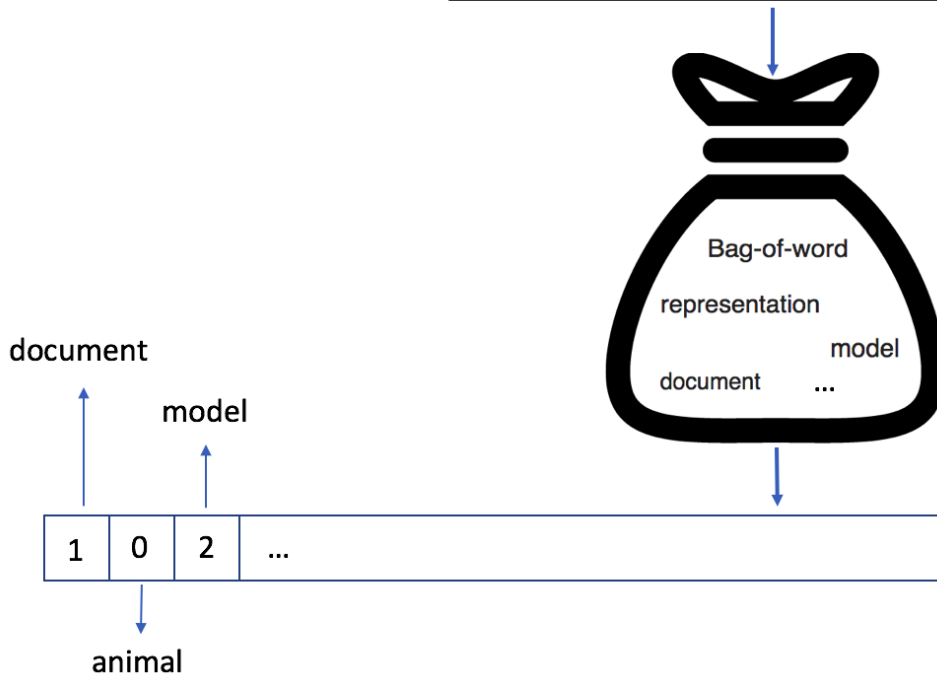 Bag-of-word
representation
model
document ...
document
model
1 0 2 ...
animal